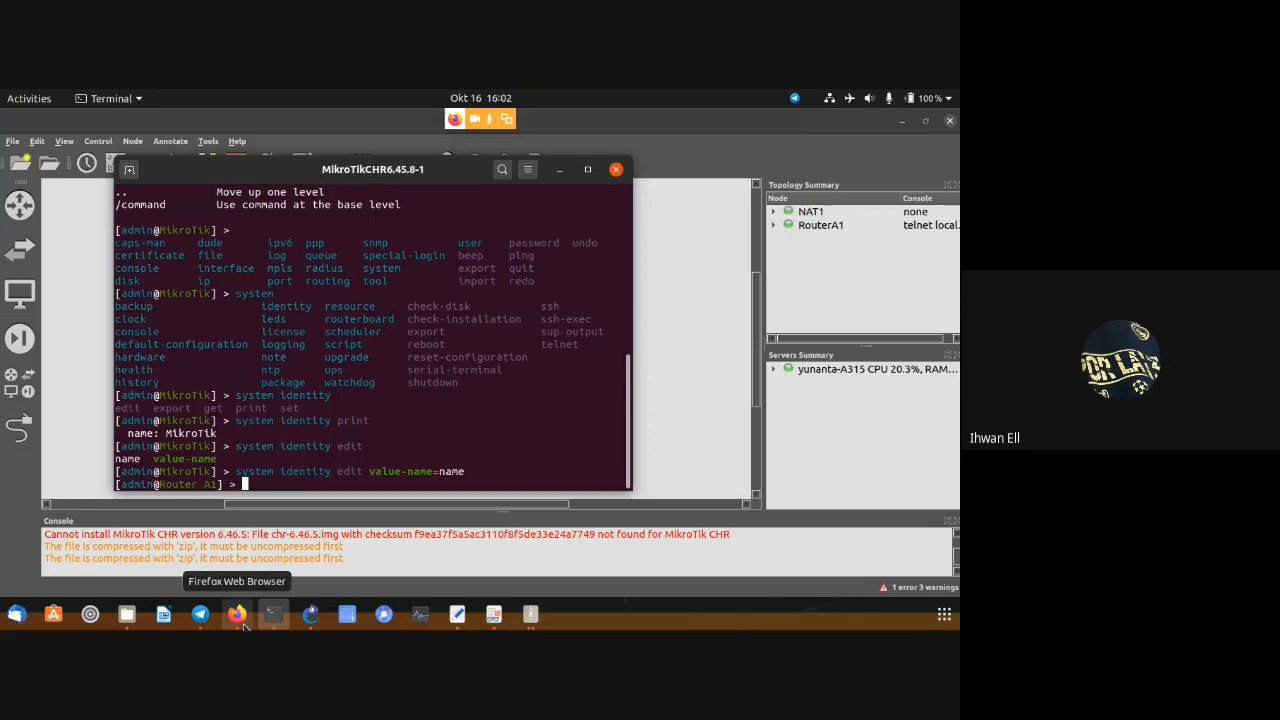 Activities
Terminal
Okt 16 16:02
100 %
File Edit View Control Node Annotate Tools Help
MikroTikCHR6.45.8-1
.. Move up one level
/command Use command at the base level
[admin@MikroTik] >
caps-man dude ipv6 ppp snmp user password undo
certificate file log queue special-login beep ping
console interface mpls radius system export quit
disk ip port routing tool import redo
[admin@MikroTik] > system
backup identity resource check-disk ssh
clock leds routerboard check-installation ssh-exec
console license scheduler export sup-output
default-configuration logging script reboot telnet
hardware note upgrade reset-configuration
health ntp ups serial-terminal
history package watchdog shutdown
[admin@MikroTik] > system identity
edit export get print set
[admin@MikroTik] > system identity print
name: MikroTik
[admin@MikroTik] > system identity edit
name value-name
[admin@MikroTik] > system identity edit value-name=name
[admin@Router A1] >
Topology Summary
Node Console
NAT1 none
RouterA1 telnet local.
Servers Summary
yunanta-A315 CPU 20.3%, RAM...
Console
Cannot install MikroTik CHR version 6.46.5: File chr-6.46.5.img with checksum f9ea37f5a5ac3110f8f5de33e24a7749 not found for MikroTik CHR
The file is compressed with 'zip', it must be uncompressed first
The file is compressed with 'zip', it must be uncompressed first
Firefox Web Browser
1 error 3 warnings
POR LA
Ihwan Ell